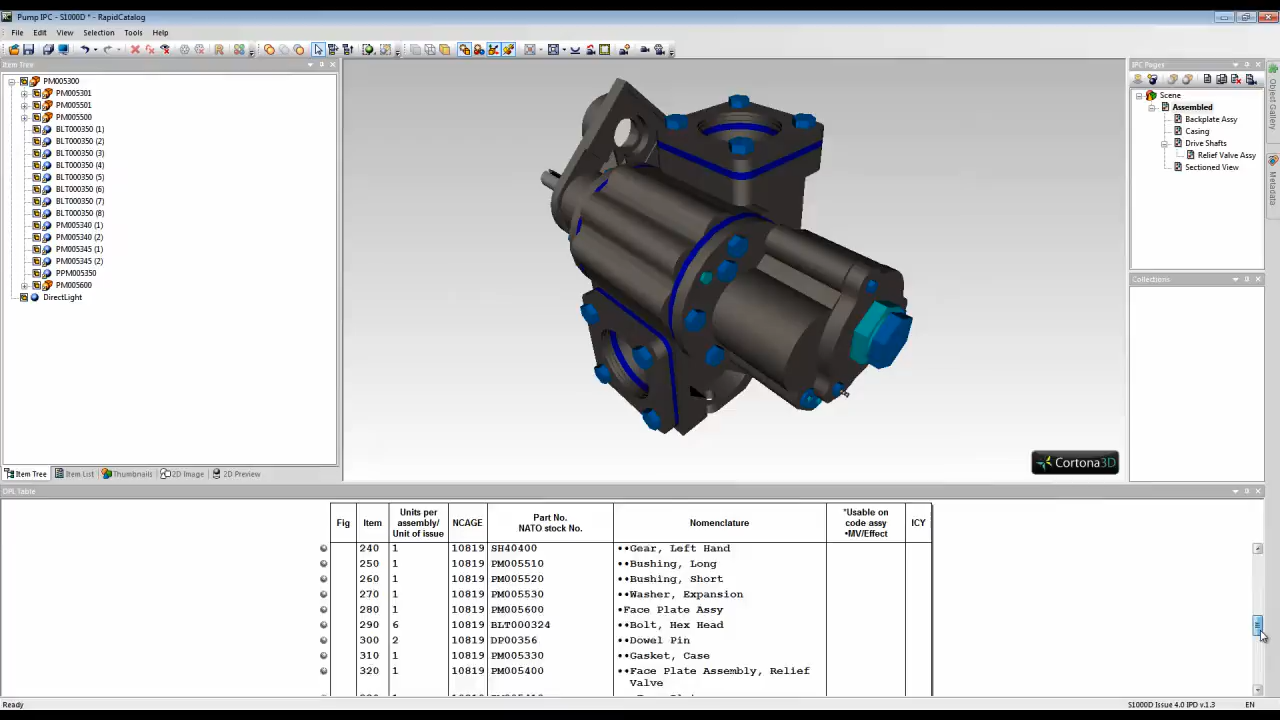 Pump IPC - S1000D * - RapidCatalog
File Edit View Selection Tools Help
Item Tree
PM005300
PM005301
PM005501
PM005500
BLT000350 (1)
BLT000350 (2)
BLT000350 (3)
BLT000350 (4)
BLT000350 (5)
BLT000350 (6)
BLT000350 (7)
BLT000350 (8)
PM005340 (1)
PM005340 (2)
PM005345 (1)
PM005345 (2)
PPM005350
PM005600
DirectLight
Item Tree Item List Thumbnails 2D Image 2D Preview
Cortona3D
IPC Pages
Scene
Assembled
Backplate Assy
Casing
Drive Shafts
Relief Valve Assy
Sectioned View
Collections
Object Gallery
Metadata
DPL Table
Fig Item Units per assembly/ Unit of issue NCAGE Part No. NATO stock No. Nomenclature *Usable on code assy •MV/Effect ICY
240 1 10819 SH40400 ••Gear, Left Hand
250 1 10819 PM005510 ••Bushing, Long
260 1 10819 PM005520 ••Bushing, Short
270 1 10819 PM005530 ••Washer, Expansion
280 1 10819 PM005600 •Face Plate Assy
290 6 10819 BLT000324 ••Bolt, Hex Head
300 2 10819 DP00356 ••Dowel Pin
310 1 10819 PM005330 ••Gasket, Case
320 1 10819 PM005400 ••Face Plate Assembly, Relief
Valve
Ready
S1000D Issue 4.0 IPD v.1.3 EN